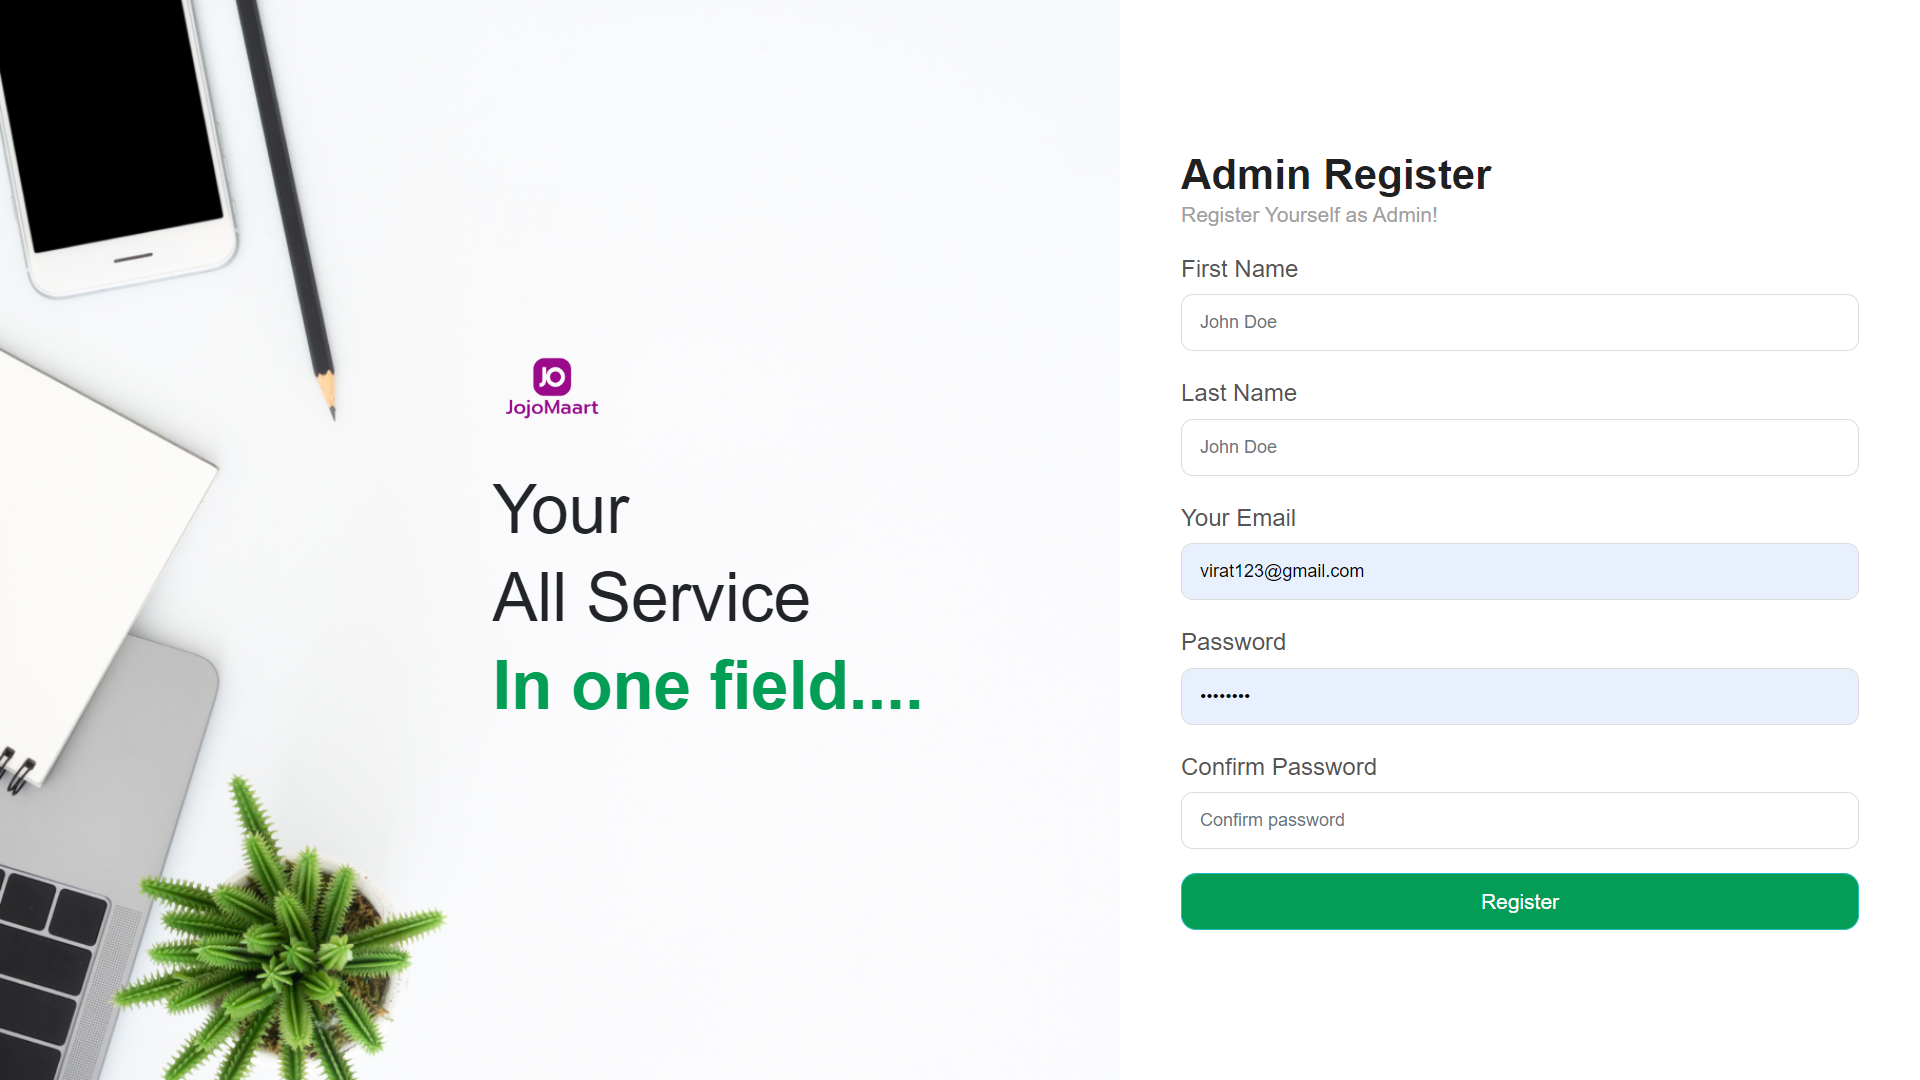 JO
JojoMaart
Your
All Service
In one field....
Admin Register
Register Yourself as Admin!
First Name
John Doe
Last Name
John Doe
Your Email
virat123@gmail.com
Password
••••••••
Confirm Password
Confirm password
Register